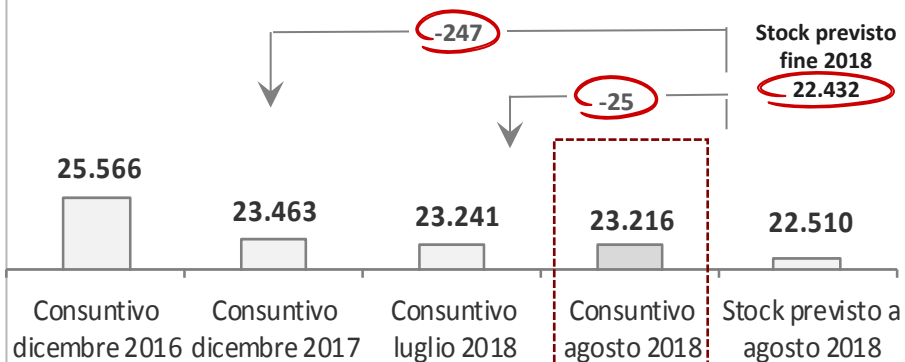 -247
Stock previsto
fine 2018
22.432
-25
25.566
23.463
23.241
23.216
22.510
Consuntivo
dicembre 2016
Consuntivo
dicembre 2017
Consuntivo
luglio 2018
Consuntivo
agosto 2018
Stock previsto a
agosto 2018